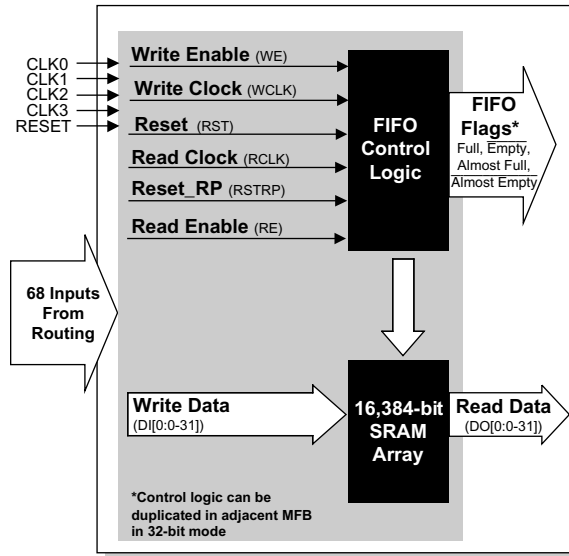 CLK0
CLK1
CLK2
CLK3
RESET
Write Enable (WE)
Write Clock (WCLK)
Reset (RST)
Read Clock (RCLK)
Reset_RP (RSTRP)
Read Enable (RE)
FIFO
Control
Logic
FIFO
Flags*
Full, Empty,
Almost Full,
Almost Empty
68 Inputs
From
Routing
Write Data
(DI[0:0-31])
16,384-bit
SRAM
Array
Read Data
(DO[0:0-31])
*Control logic can be
duplicated in adjacent MFB
in 32-bit mode